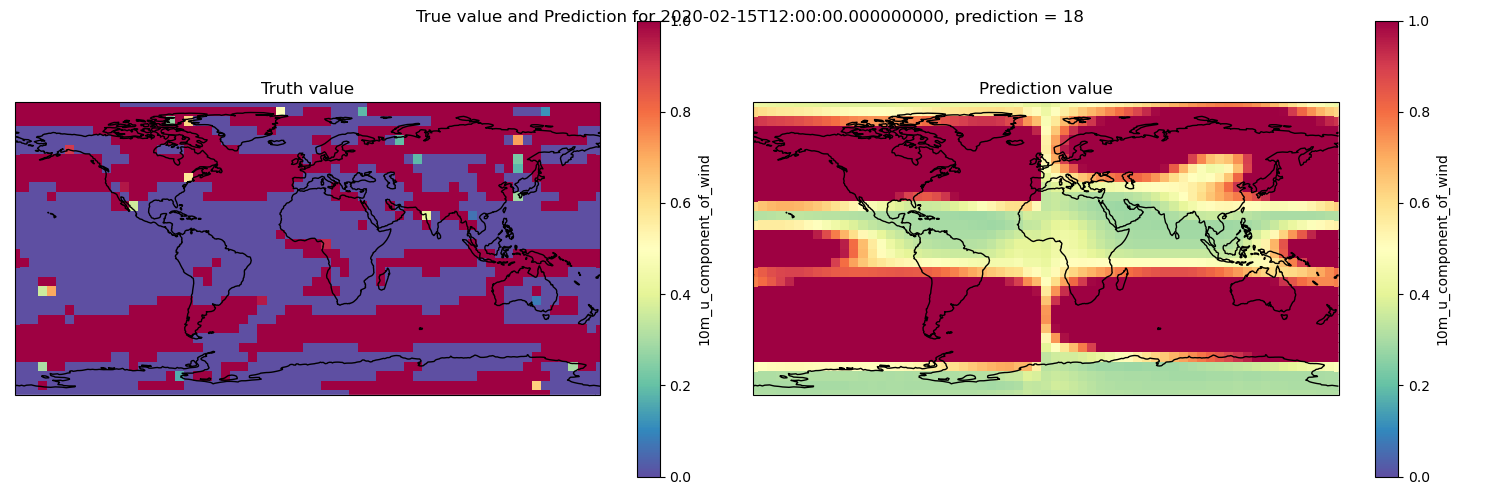 True value and Prediction for 2020-02-15T12:00:00.000000000, prediction = 18
Truth value
1.0
0.8
0.6
0.4
0.2
0.0
10m_u_component_of_wind
Prediction value
1.0
0.8
0.6
0.4
0.2
0.0
10m_u_component_of_wind